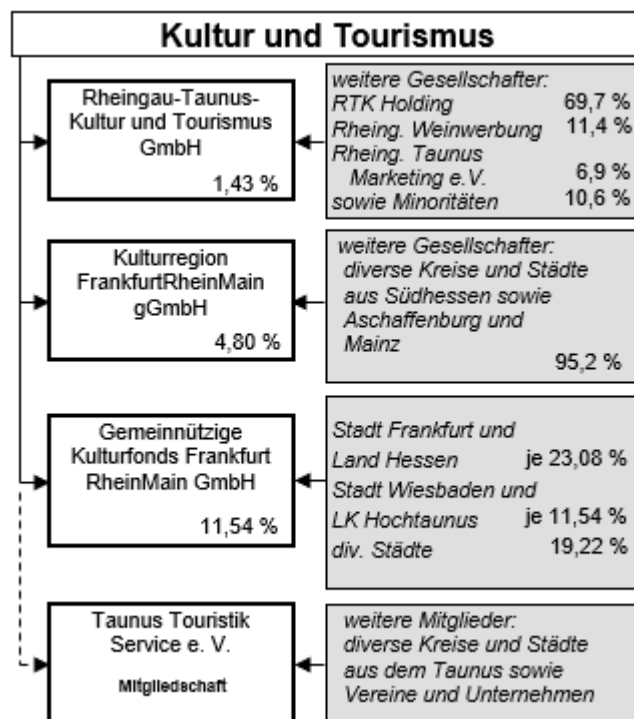 Kultur und Tourismus
Rheingau-Taunus-
Kultur und Tourismus
GmbH
1,43 %
weitere Gesellschafter:
RTK Holding 69,7 %
Rheing. Weinwerbung 11,4 %
Rheing. Taunus
Marketing e.V. 6,9 %
sowie Minoritäten 10,6 %
Kulturregion
FrankfurtRheinMain
gGmbH
4,80 %
weitere Gesellschafter:
diverse Kreise und Städte
aus Südhessen sowie
Aschaffenburg und
Mainz
95,2 %
Gemeinnützige
Kulturfonds Frankfurt
RheinMain GmbH
11,54 %
Stadt Frankfurt und
Land Hessen je 23,08 %
Stadt Wiesbaden und
LK Hochtaunus je 11,54 %
div. Städte 19,22 %
Taunus Touristik
Service e. V.
Mitgliedschaft
weitere Mitglieder:
diverse Kreise und Städte
aus dem Taunus sowie
Vereine und Unternehmen